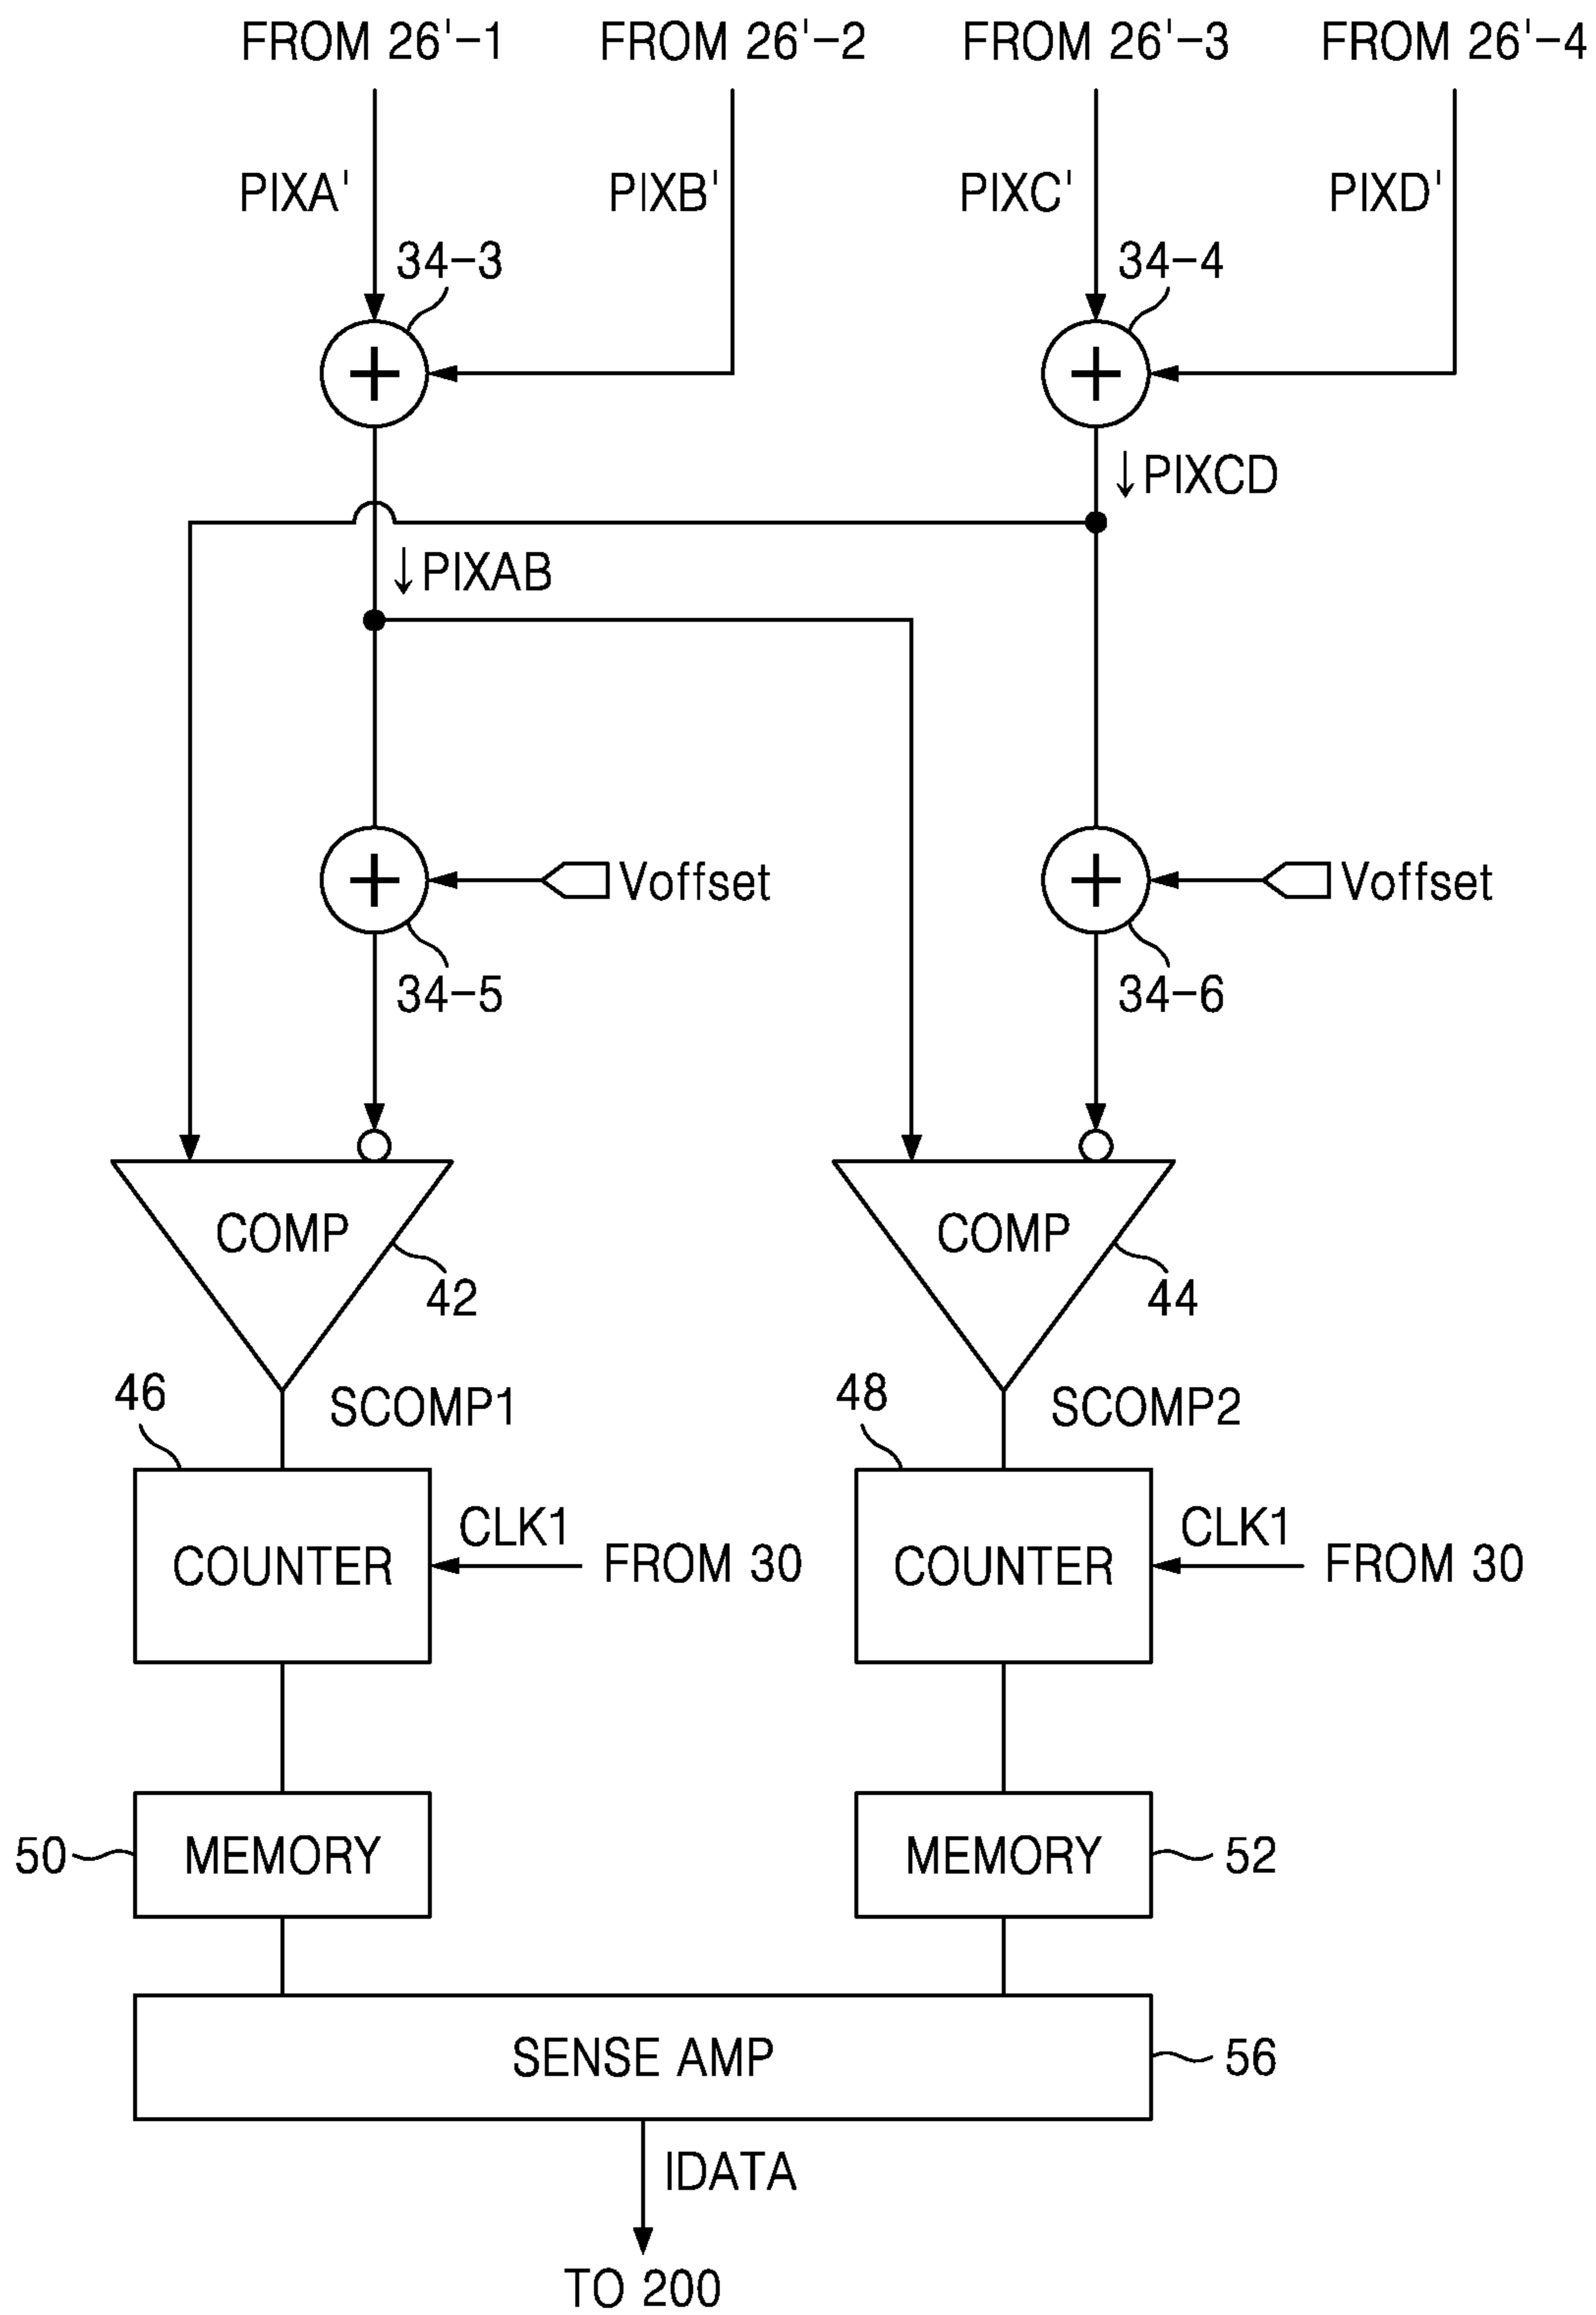 FROM 26'-1 FROM 26'-2 FROM 26'-3 FROM 26'-4
PIXA' PIXB' PIXC' PIXD'
34-3 34-4
+ +
↓PIXCD
↓PIXAB
+ Voffset + Voffset
34-5 34-6
COMP COMP
42 44
46 SCOMP1 48 SCOMP2
CLK1 CLK1
COUNTER FROM 30 COUNTER FROM 30
50 MEMORY MEMORY 52
SENSE AMP 56
IDATA
TO 200